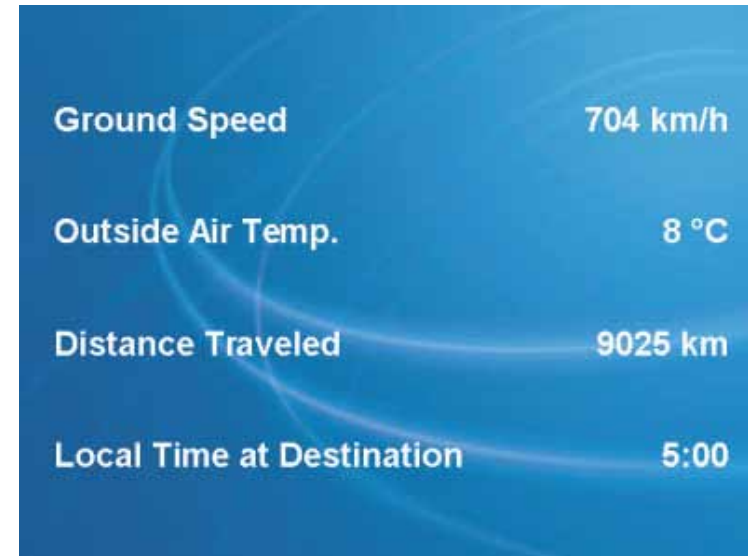 Ground Speed 704 km/h
Outside Air Temp. 8 °C
Distance Traveled 9025 km
Local Time at Destination 5:00